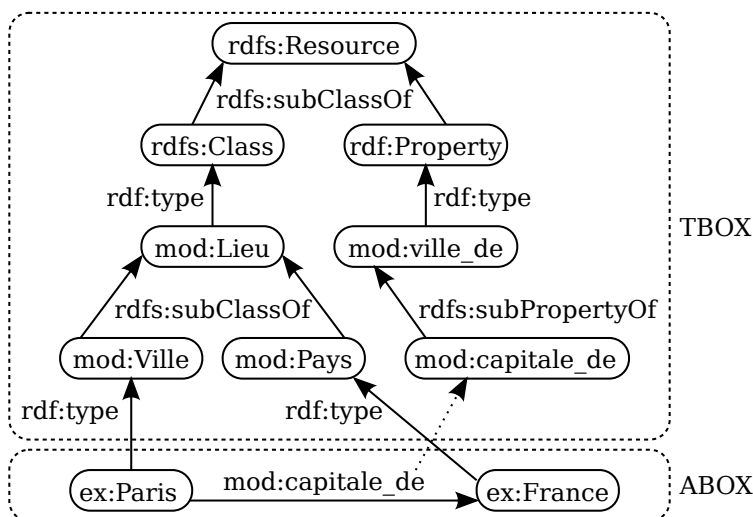 rdfs:Resource
rdfs:subClassOf
rdfs:Class
rdf:Property
rdf:type
rdf:type
mod:Lieu
mod:ville_de
TBOX
rdfs:subClassOf
rdfs:subPropertyOf
mod:Ville
mod:Pays
mod:capitale_de
rdf:type
rdf:type
mod:capitale_de
ex:Paris
ex:France
ABOX